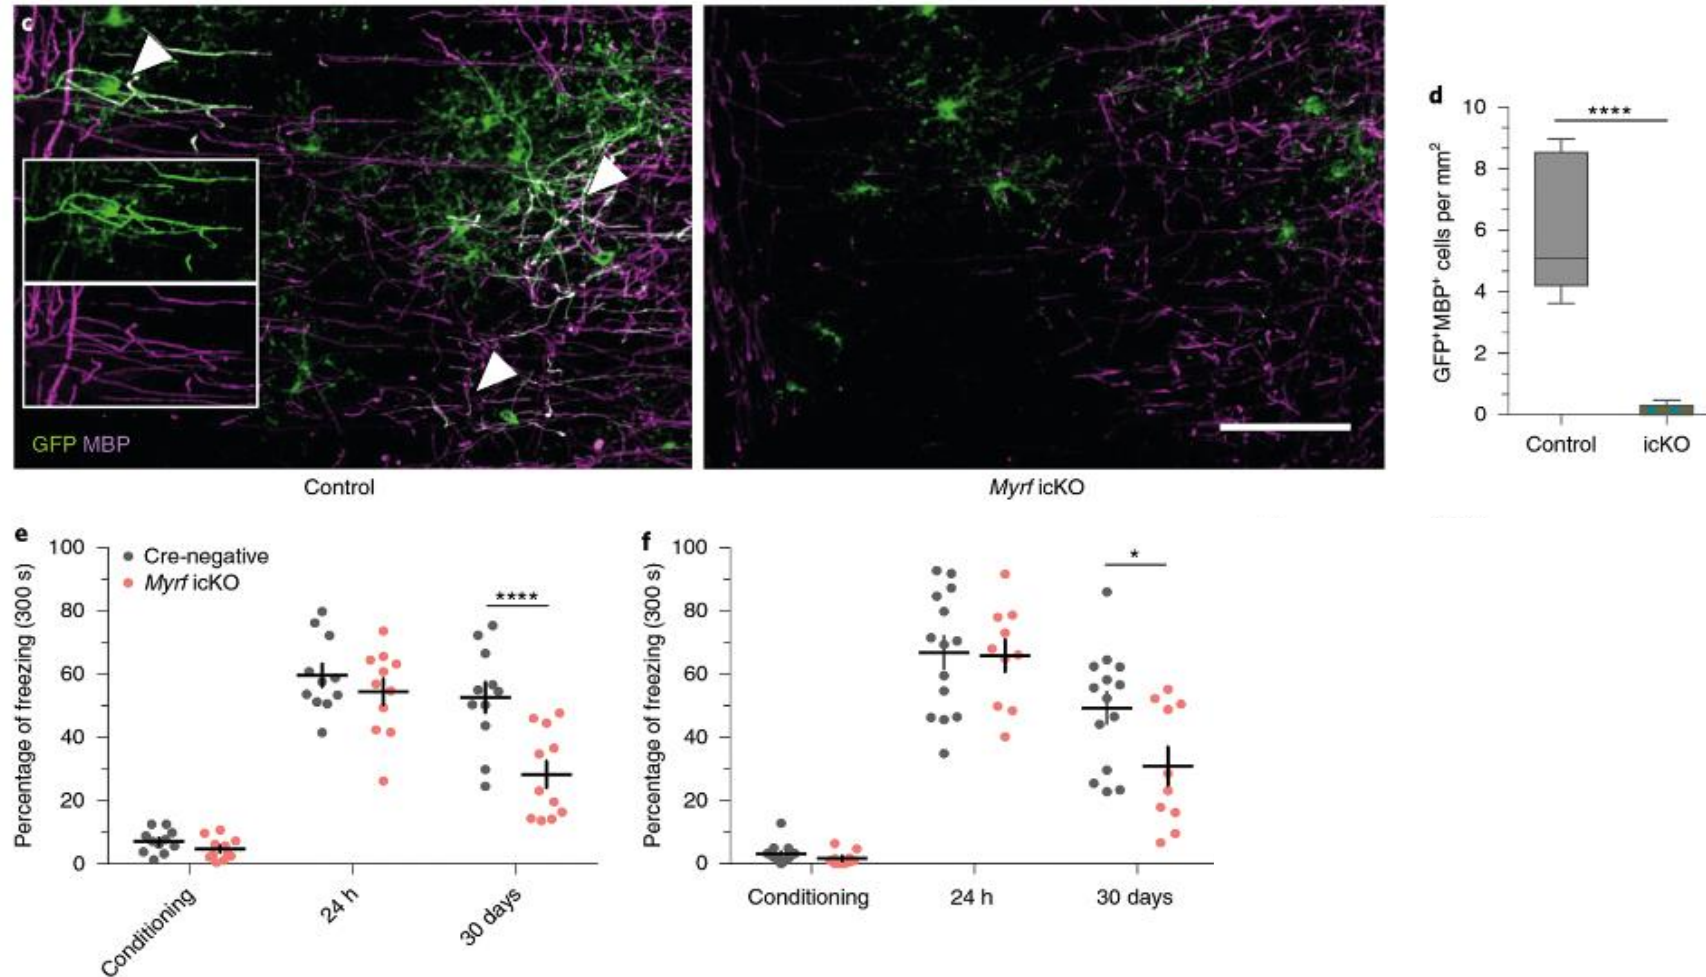 c
GFP MBP
Control
Myrf icKO
d
GFP⁺MBP⁺ cells per mm²
10
8
6
4
2
0
****
Control
icKO
e
Percentage of freezing (300 s)
100
80
60
40
20
0
Cre-negative
Myrf icKO
****
Conditioning
24 h
30 days
f
Percentage of freezing (300 s)
100
80
60
40
20
0
*
Conditioning
24 h
30 days